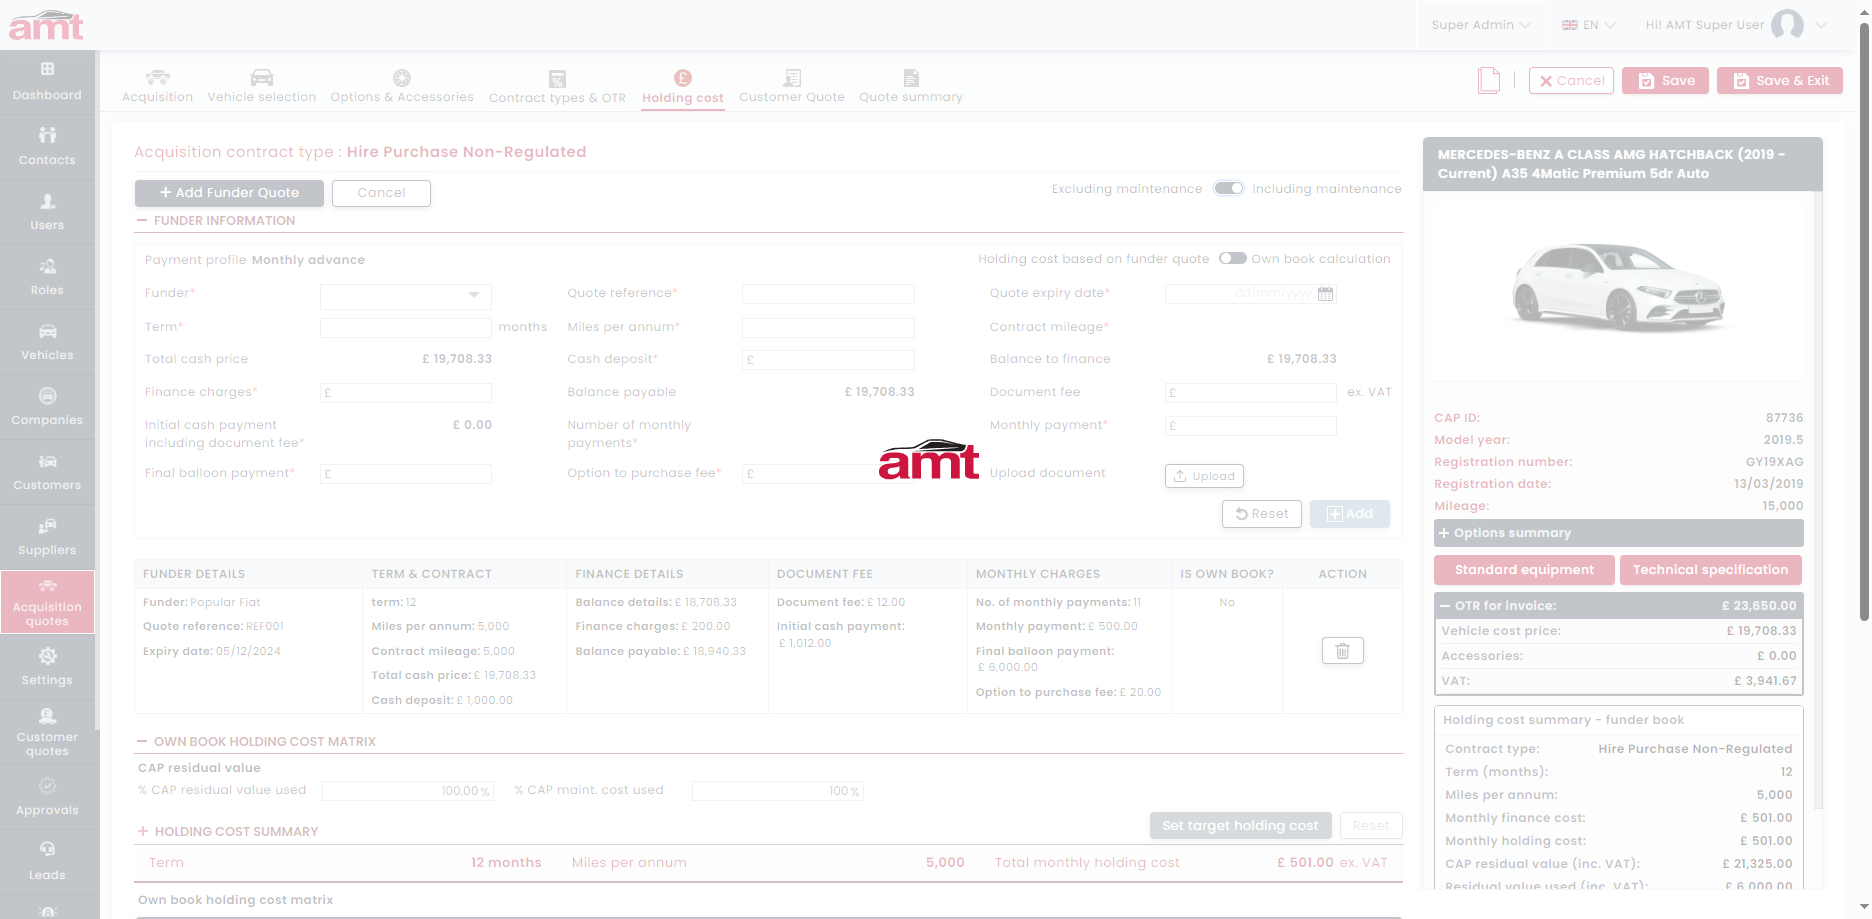 amt
Super Admin
EN
Hi! AMT Super User
Dashboard
Contacts
Users
Roles
Vehicles
Companies
Customers
Suppliers
Acquisition
quotes
Settings
Customer
quotes
Approvals
Leads
Acquisition
Vehicle selection
Options & Accessories
Contract types & OTR
Holding cost
Customer Quote
Quote summary
Cancel
Save
Save & Exit
Acquisition contract type : Hire Purchase Non-Regulated
Add Funder Quote
Cancel
Excluding maintenance
Including maintenance
FUNDER INFORMATION
Payment profile Monthly advance
Holding cost based on funder quote
Own book calculation
Funder*
Quote reference*
Quote expiry date*
dd/mm/yyyy
Term*
months
Miles per annum*
Contract mileage*
Total cash price
£ 19,708.33
Cash deposit*
£
Balance to finance
£ 19,708.33
Finance charges*
£
Balance payable
£ 19,708.33
Document fee
£
ex. VAT
Initial cash payment
including document fee*
£ 0.00
Number of monthly
payments*
Monthly payment*
£
Final balloon payment*
£
Option to purchase fee*
£
amt
Upload document
Upload
Reset
Add
FUNDER DETAILS
TERM & CONTRACT
FINANCE DETAILS
DOCUMENT FEE
MONTHLY CHARGES
IS OWN BOOK?
ACTION
Funder: Popular Fiat
Quote reference: REF001
Expiry date: 05/12/2024
term: 12
Miles per annum: 5,000
Contract mileage: 5,000
Total cash price: £ 19,708.33
Cash deposit: £ 1,000.00
Balance details: £ 18,708.33
Finance charges: £ 200.00
Balance payable: £ 18,940.33
Document fee: £ 12.00
Initial cash payment:
£ 1,012.00
No. of monthly payments: 11
Monthly payment: £ 500.00
Final balloon payment:
£ 6,000.00
Option to purchase fee: £ 20.00
No
OWN BOOK HOLDING COST MATRIX
CAP residual value
% CAP residual value used
100.00 %
% CAP maint. cost used
100 %
HOLDING COST SUMMARY
Set target holding cost
Reset
Term
12 months
Miles per annum
5,000
Total monthly holding cost
£ 501.00 ex. VAT
Own book holding cost matrix
MERCEDES-BENZ A CLASS AMG HATCHBACK (2019 -
Current) A35 4Matic Premium 5dr Auto
CAP ID:
87736
Model year:
2019.5
Registration number:
GY19XAG
Registration date:
13/03/2019
Mileage:
15,000
Options summary
Standard equipment
Technical specification
OTR for invoice:
£ 23,650.00
Vehicle cost price:
£ 19,708.33
Accessories:
£ 0.00
VAT:
£ 3,941.67
Holding cost summary - funder book
Contract type:
Hire Purchase Non-Regulated
Term (months):
12
Miles per annum:
5,000
Monthly finance cost:
£ 501.00
Monthly holding cost:
£ 501.00
CAP residual value (inc. VAT):
£ 21,325.00
Residual value used (inc. VAT):
£ 6,000.00